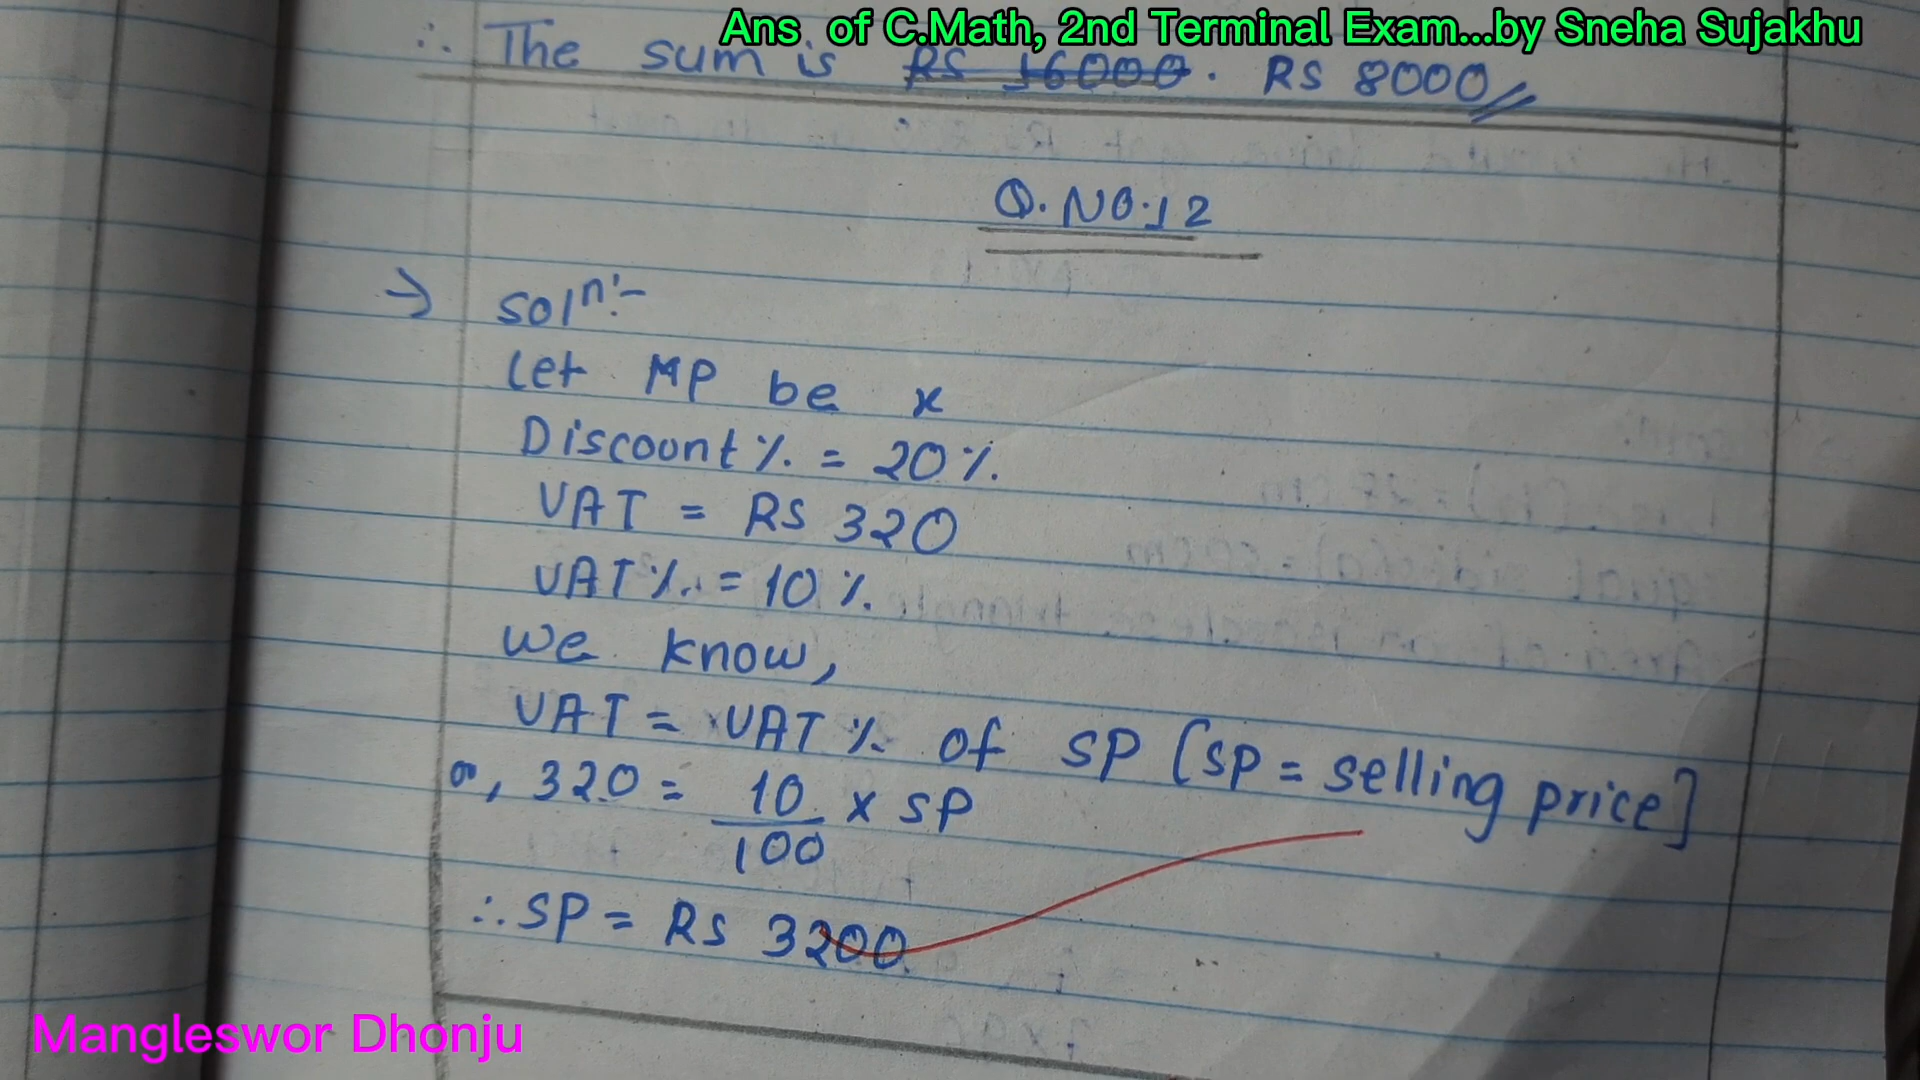 Ans of C.Math, 2nd Terminal Exam...by Sneha Sujakhu
∴ The sum is RS 16000. RS 8000//
Q.NO.12
→ solⁿ:-
Let MP be x
Discount % = 20%.
VAT = RS 320
VAT %. = 10%.
we know,
VAT = VAT % of SP [SP = selling price]
or, 320 = 10/100 x SP
∴ SP = RS 3200.
Mangleswor Dhonju